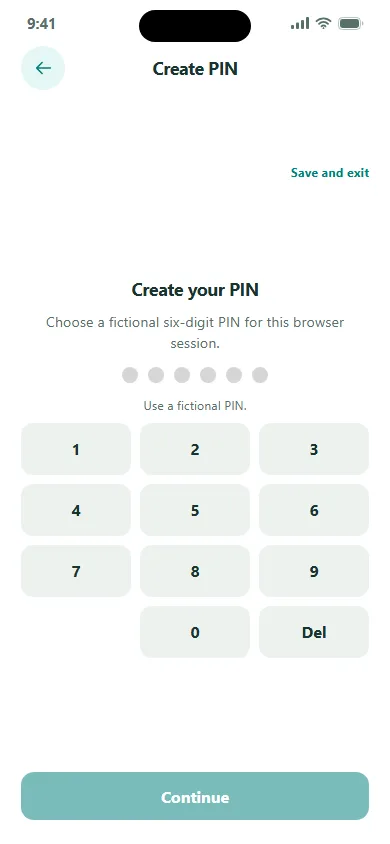 9:41
Create PIN
Save and exit
Create your PIN
Choose a fictional six-digit PIN for this browser
session.
Use a fictional PIN.
1 2 3
4 5 6
7 8 9
0 Del
Continue